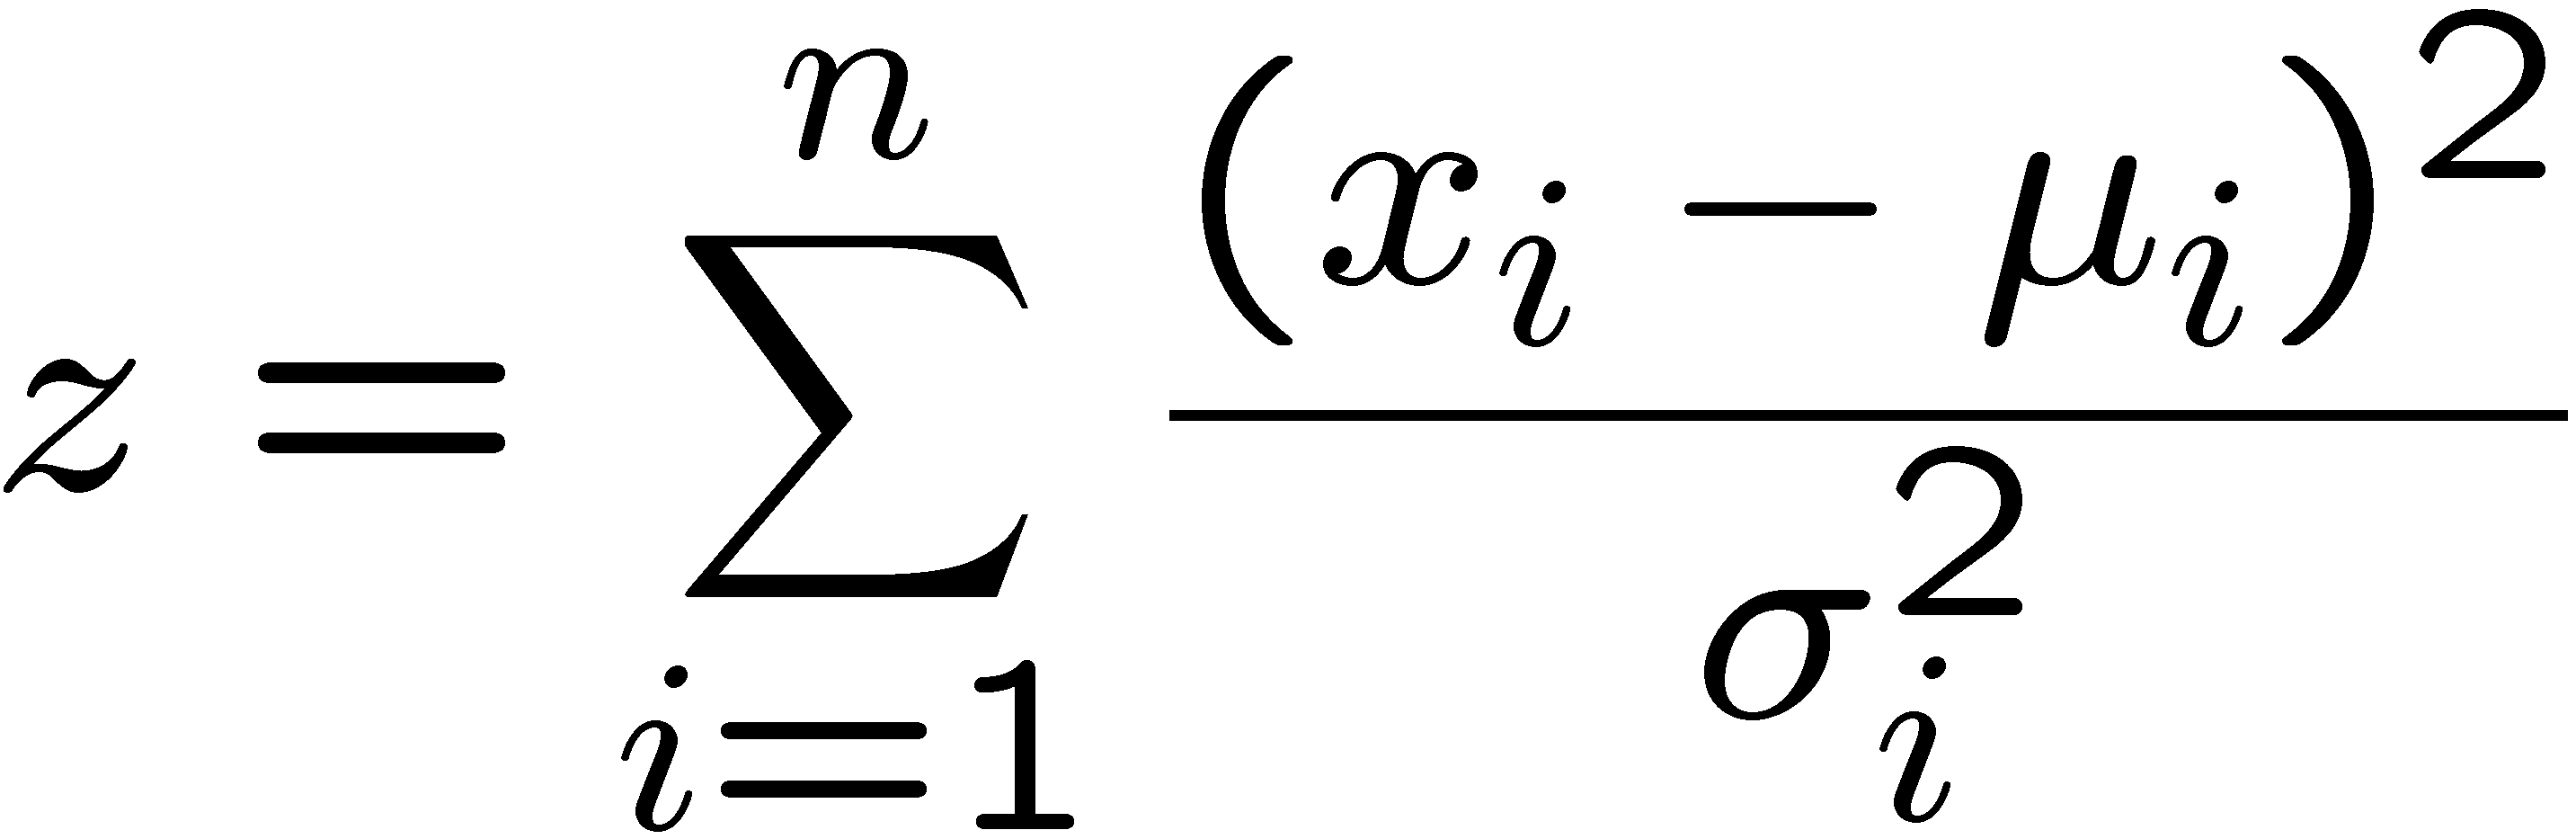 z = \sum_{i=1}^{n} \frac{(x_i - \mu_i)^2}{\sigma_i^2}